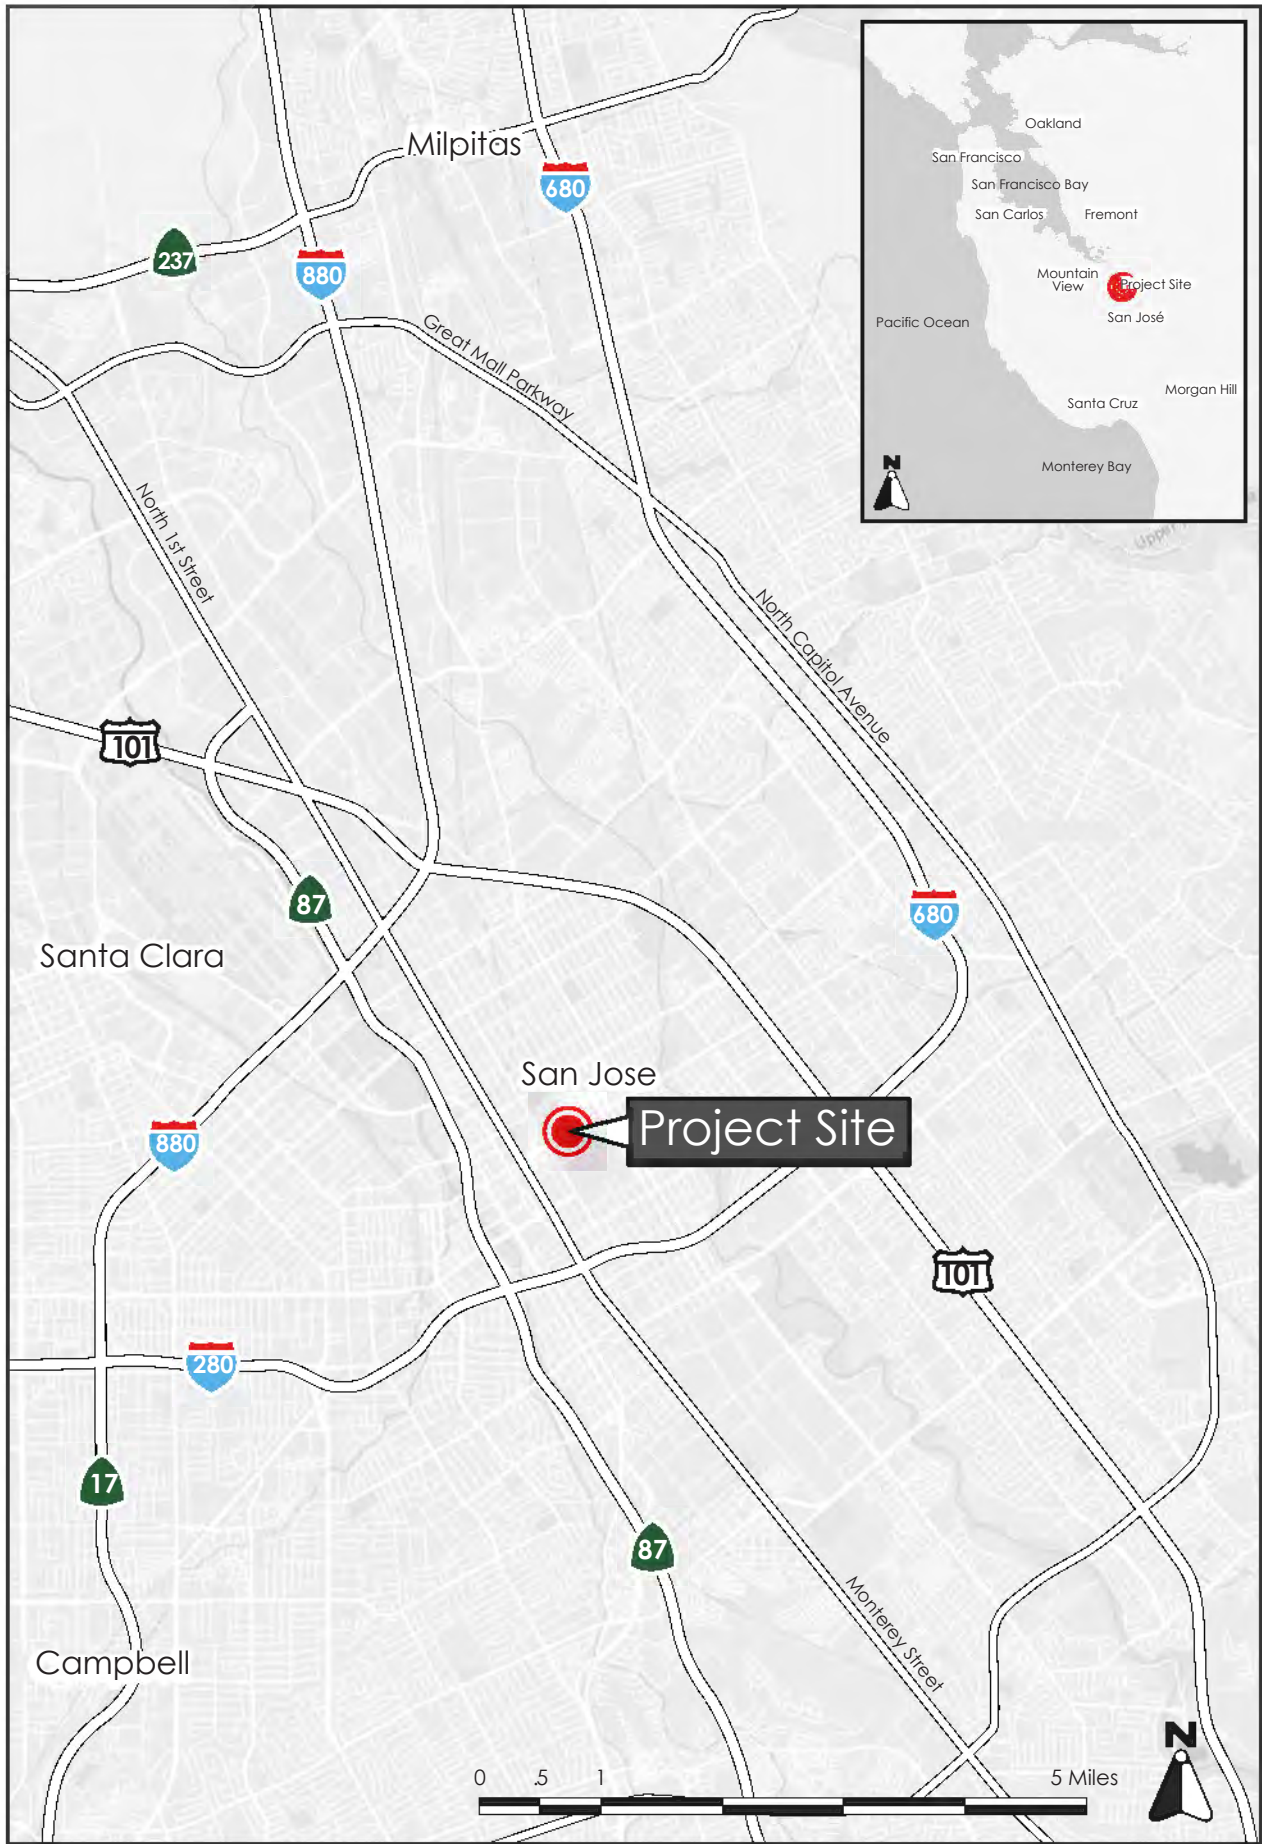 Milpitas
680
237
880
Great Mall Parkway
North 1st Street
North Capitol Avenue
101
87
680
Santa Clara
San Jose
Project Site
880
101
280
17
87
Monterey Street
Campbell
0 .5 1 5 Miles
N
Oakland
San Francisco
San Francisco Bay
San Carlos
Fremont
Mountain
View
Project Site
San José
Pacific Ocean
Morgan Hill
Santa Cruz
Monterey Bay
N
Upper